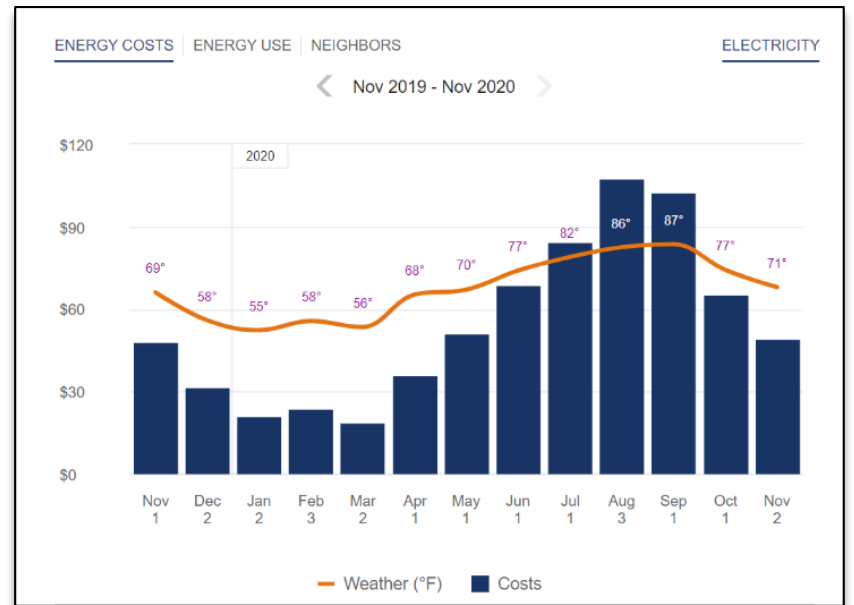 ENERGY COSTS ENERGY USE NEIGHBORS ELECTRICITY
Nov 2019 - Nov 2020
$120
2020
$90
$60
$30
$0
69° 58° 55° 58° 56° 68° 70° 77° 82° 86° 87° 77° 71°
Nov Dec Jan Feb Mar Apr May Jun Jul Aug Sep Oct Nov
1 2 2 3 2 1 1 1 1 3 1 1 2
Weather (°F) Costs